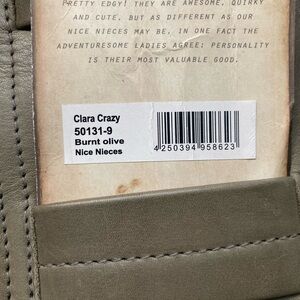 PRETTY EDGY! THEY ARE AWESOME, QUIRKY
AND CUTE. BUT AS DIFFERENT AS OUR
NICE NIECES MAY BE, IN ONE FACT THE
ADVENTURESOME LADIES AGREE: PERSONALITY
IS THEIR MOST VALUABLE GOOD.
Clara Crazy
50131-9
Burnt olive
Nice Nieces
4250394 958623